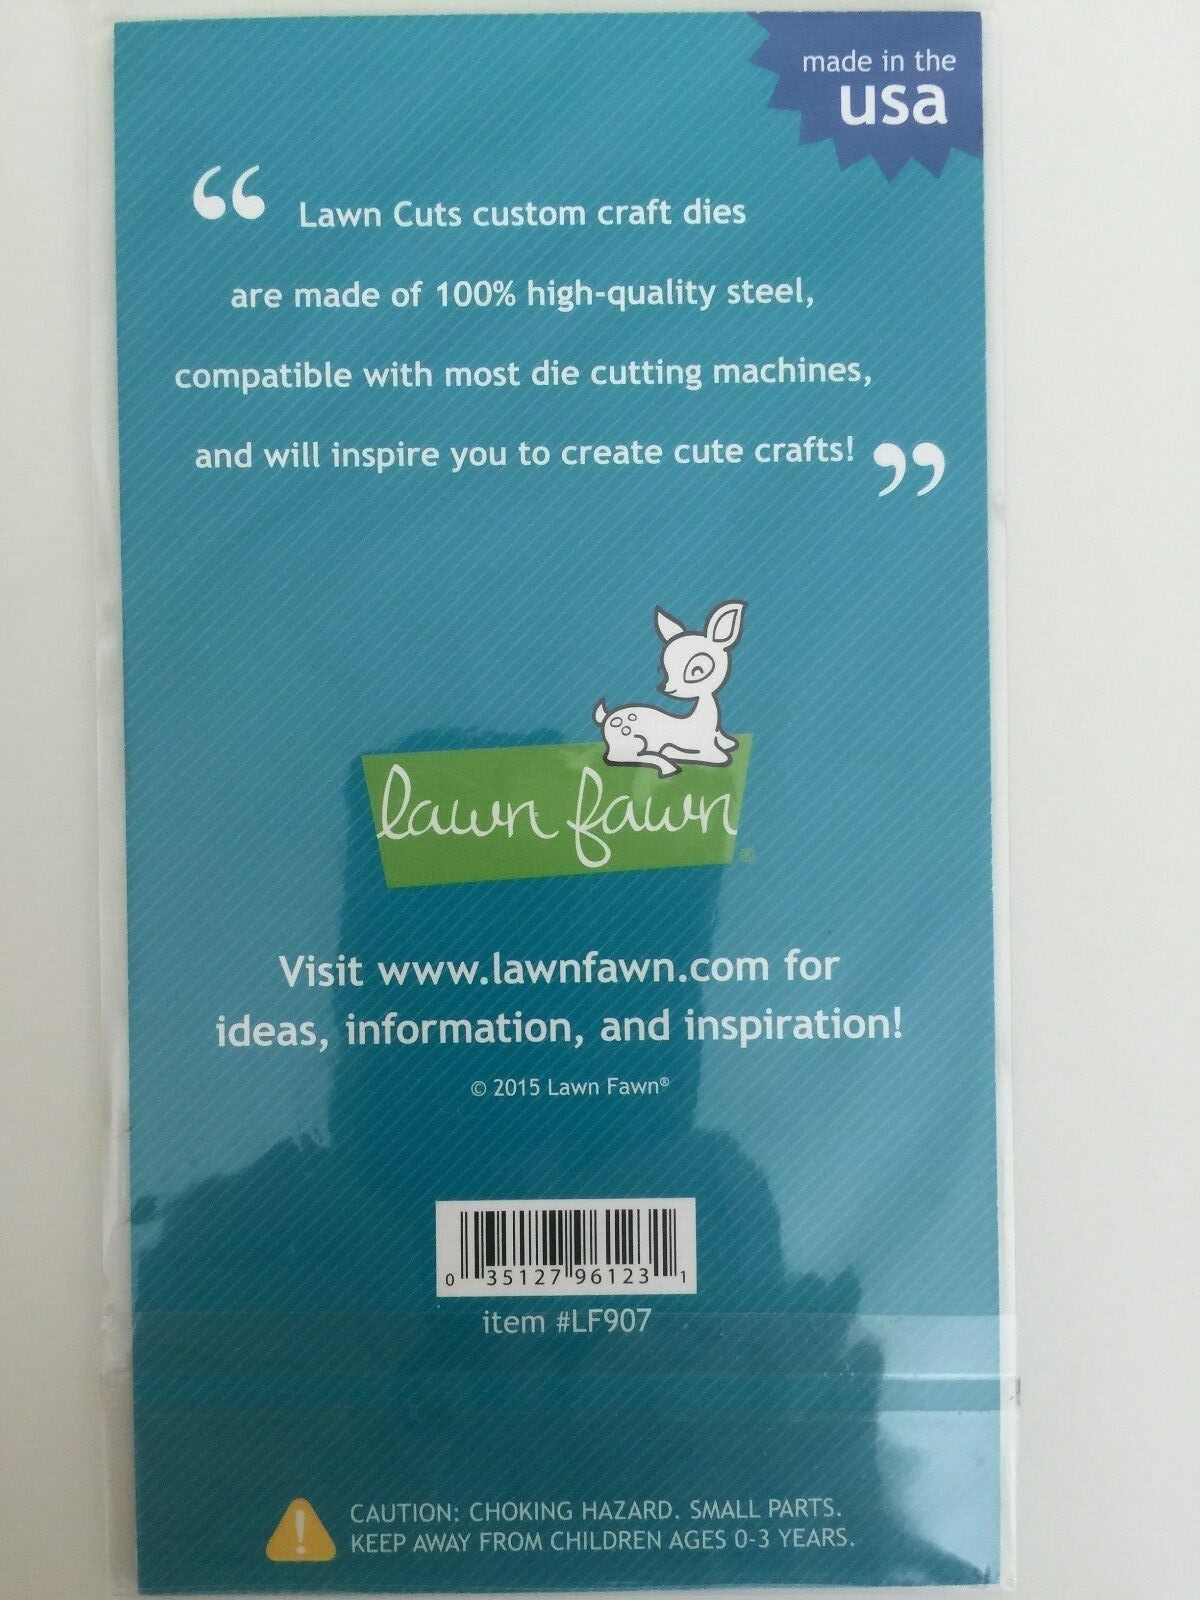 made in the
usa
“ Lawn Cuts custom craft dies
are made of 100% high-quality steel,
compatible with most die cutting machines,
and will inspire you to create cute crafts! ”
lawn fawn ®
Visit www.lawnfawn.com for
ideas, information, and inspiration!
© 2015 Lawn Fawn®
0 35127 96123 1
item #LF907
! CAUTION: CHOKING HAZARD. SMALL PARTS.
KEEP AWAY FROM CHILDREN AGES 0-3 YEARS.